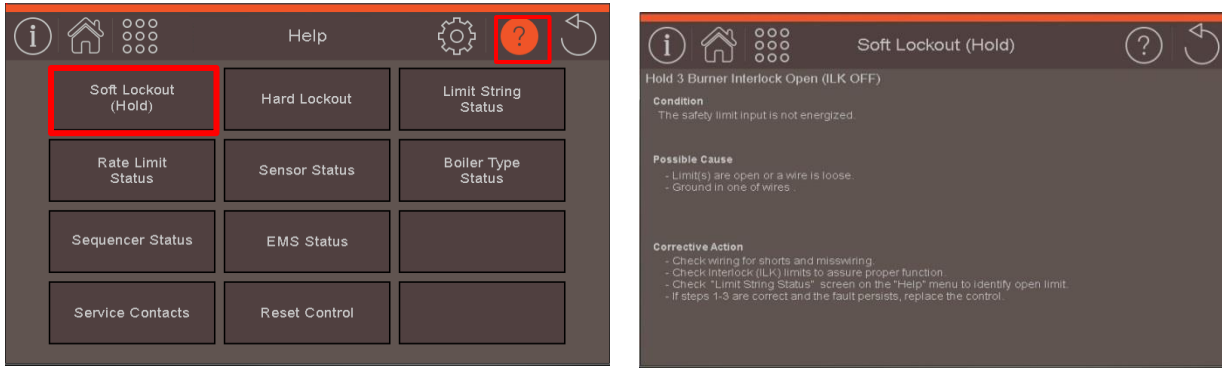 i
Help
?
Soft Lockout
(Hold)
Hard Lockout
Limit String
Status
Rate Limit
Status
Sensor Status
Boiler Type
Status
Sequencer Status
EMS Status
Service Contacts
Reset Control
i
Soft Lockout (Hold)
?
Hold 3 Burner Interlock Open (ILK OFF)
Condition
The safety limit input is not energized.
Possible Cause
- Limit(s) are open or a wire is loose.
- Ground in one of wires .
Corrective Action
- Check wiring for shorts and misswiring.
- Check Interlock (ILK) limits to assure proper function.
- Check "Limit String Status" screen on the "Help" menu to identify open limit.
- If steps 1-3 are correct and the fault persists, replace the control.